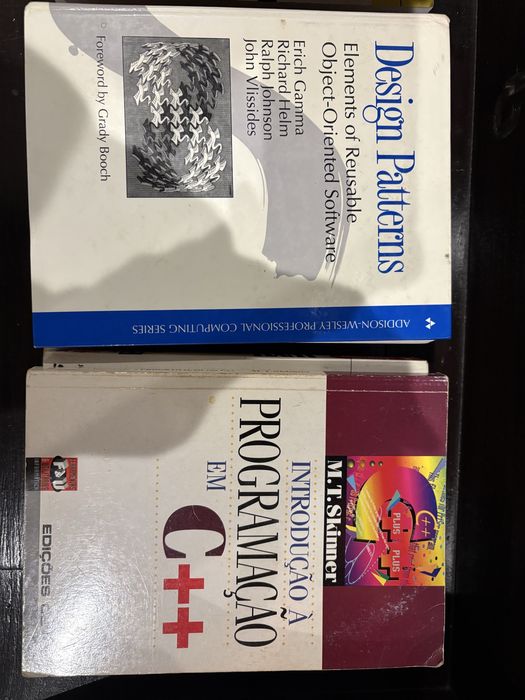 Design Patterns
Elements of Reusable
Object-Oriented Software
Erich Gamma
Richard Helm
Ralph Johnson
John Vlissides
Foreword by Grady Booch
ADDISON-WESLEY PROFESSIONAL COMPUTING SERIES
M.T. Skinner
C++
PLUS
PLUS
INTRODUÇÃO À
PROGRAMAÇÃO
EM
C++
EDIÇÕES